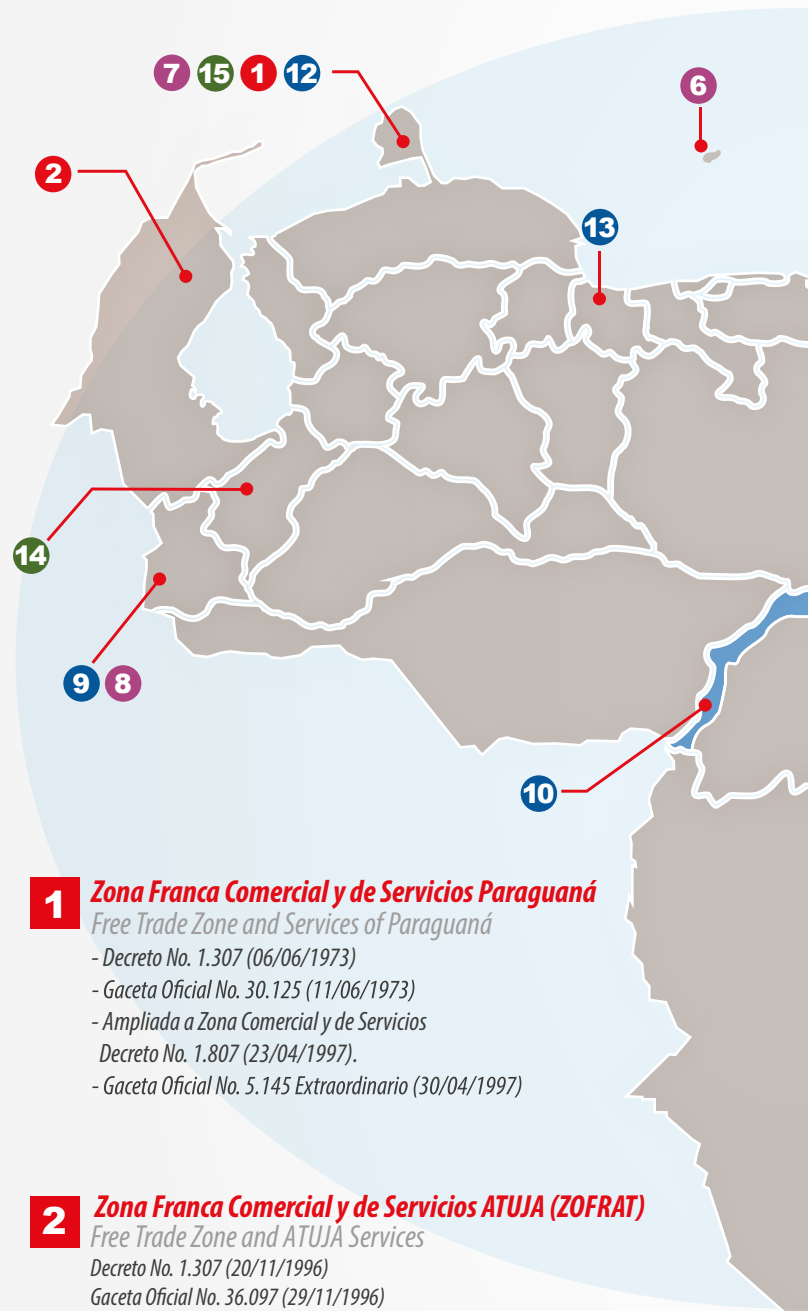 7 15 1 12
6
2
13
14
9 8
10
1
Zona Franca Comercial y de Servicios Paraguaná
Free Trade Zone and Services of Paraguaná
- Decreto No. 1.307 (06/06/1973)
- Gaceta Oficial No. 30.125 (11/06/1973)
- Ampliada a Zona Comercial y de Servicios
Decreto No. 1.807 (23/04/1997).
- Gaceta Oficial No. 5.145 Extraordinario (30/04/1997)
2
Zona Franca Comercial y de Servicios ATUJA (ZOFRAT)
Free Trade Zone and ATUJA Services
Decreto No. 1.307 (20/11/1996)
Gaceta Oficial No. 36.097 (29/11/1996)